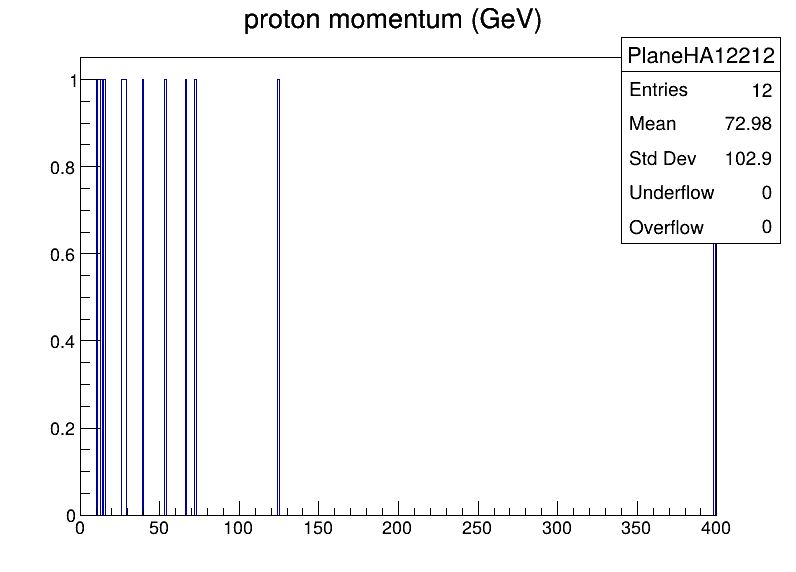 proton momentum (GeV)
PlaneHA12212
Entries 12
Mean 72.98
Std Dev 102.9
Underflow 0
Overflow 0
1
0.8
0.6
0.4
0.2
0
0 50 100 150 200 250 300 350 400